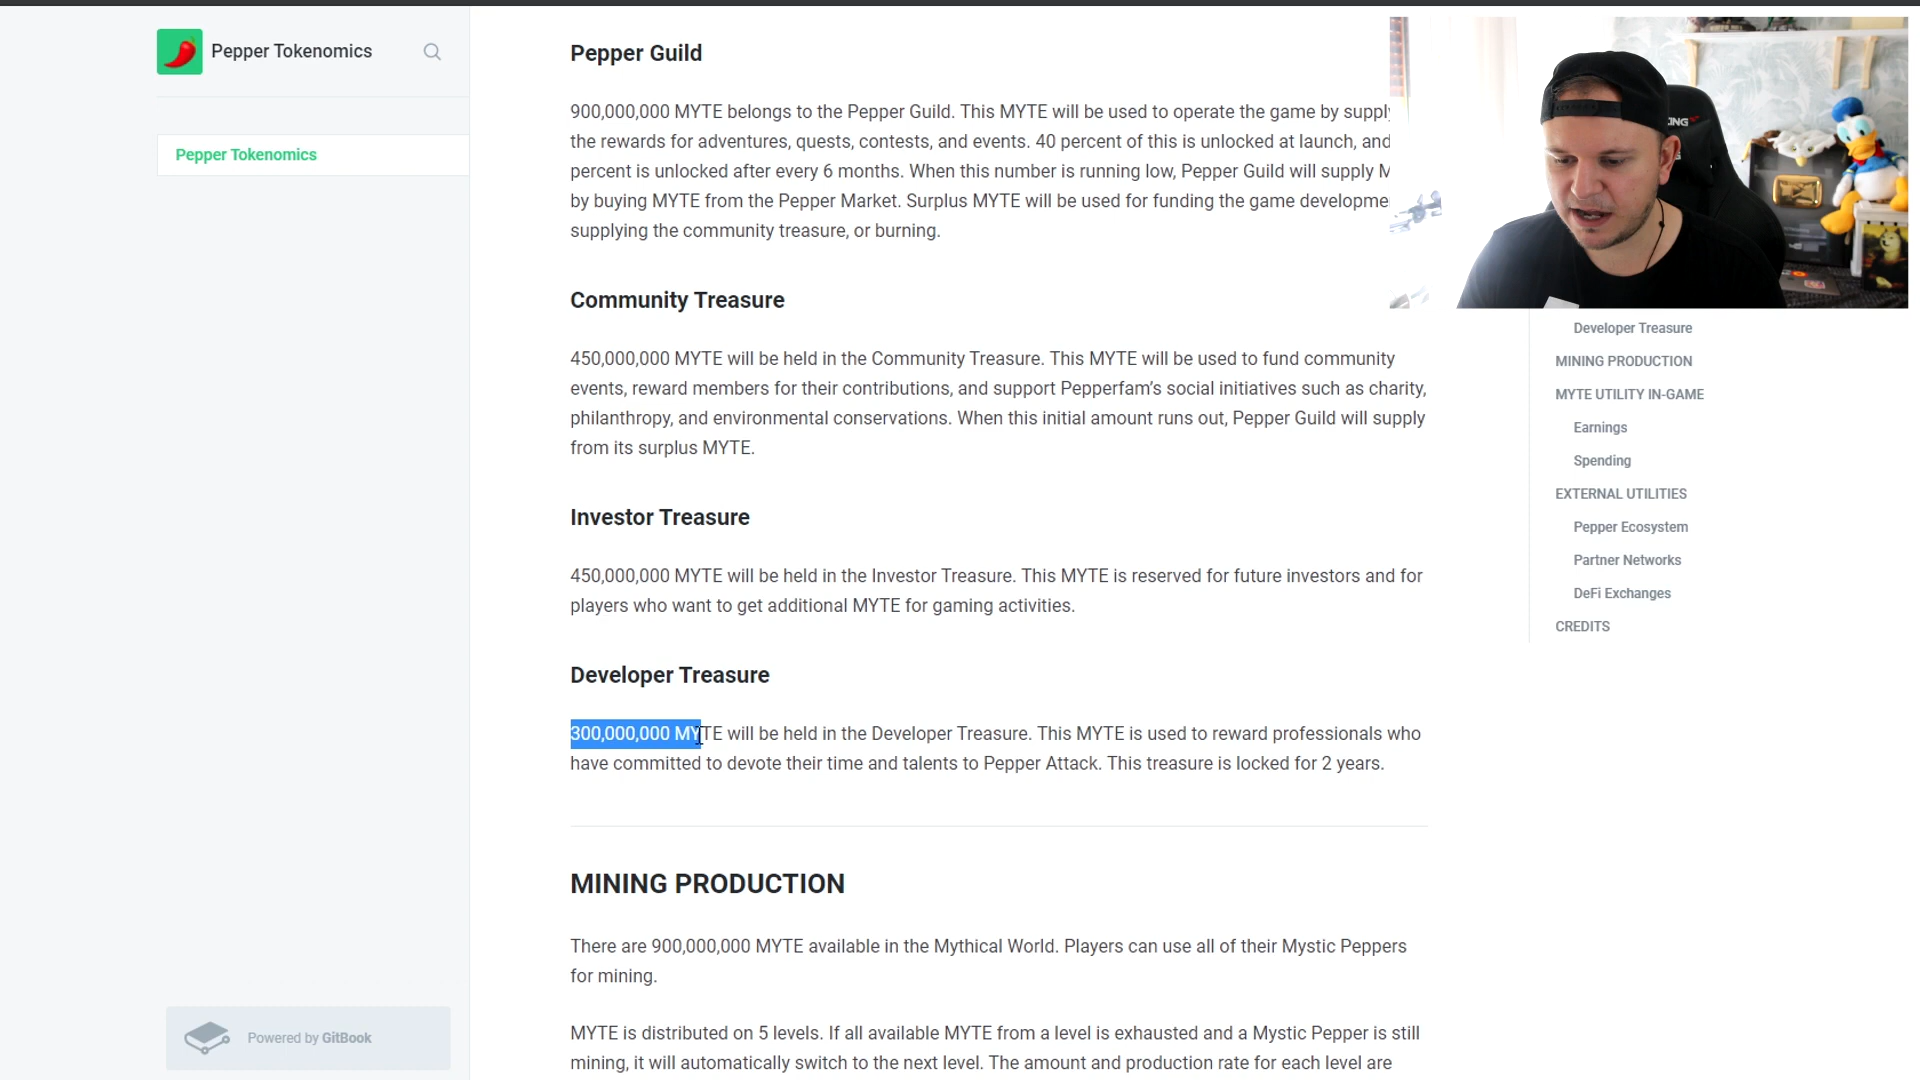 Pepper Tokenomics
Pepper Tokenomics
Powered by GitBook
Pepper Guild
900,000,000 MYTE belongs to the Pepper Guild. This MYTE will be used to operate the game by supply
the rewards for adventures, quests, contests, and events. 40 percent of this is unlocked at launch, and
percent is unlocked after every 6 months. When this number is running low, Pepper Guild will supply M
by buying MYTE from the Pepper Market. Surplus MYTE will be used for funding the game developme
supplying the community treasure, or burning.
Community Treasure
450,000,000 MYTE will be held in the Community Treasure. This MYTE will be used to fund community
events, reward members for their contributions, and support Pepperfam's social initiatives such as charity,
philanthropy, and environmental conservations. When this initial amount runs out, Pepper Guild will supply
from its surplus MYTE.
Investor Treasure
450,000,000 MYTE will be held in the Investor Treasure. This MYTE is reserved for future investors and for
players who want to get additional MYTE for gaming activities.
Developer Treasure
300,000,000 MYTE will be held in the Developer Treasure. This MYTE is used to reward professionals who
have committed to devote their time and talents to Pepper Attack. This treasure is locked for 2 years.
MINING PRODUCTION
There are 900,000,000 MYTE available in the Mythical World. Players can use all of their Mystic Peppers
for mining.
MYTE is distributed on 5 levels. If all available MYTE from a level is exhausted and a Mystic Pepper is still
mining, it will automatically switch to the next level. The amount and production rate for each level are
Developer Treasure
MINING PRODUCTION
MYTE UTILITY IN-GAME
Earnings
Spending
EXTERNAL UTILITIES
Pepper Ecosystem
Partner Networks
DeFi Exchanges
CREDITS